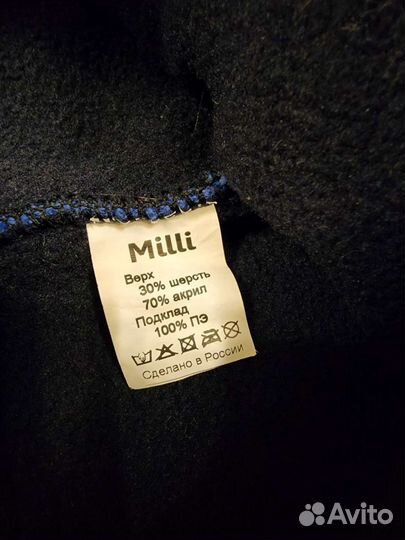 Milli
Верх
30% шерсть
70% акрил
Подклад
100% ПЭ
Сделано в России
Avito